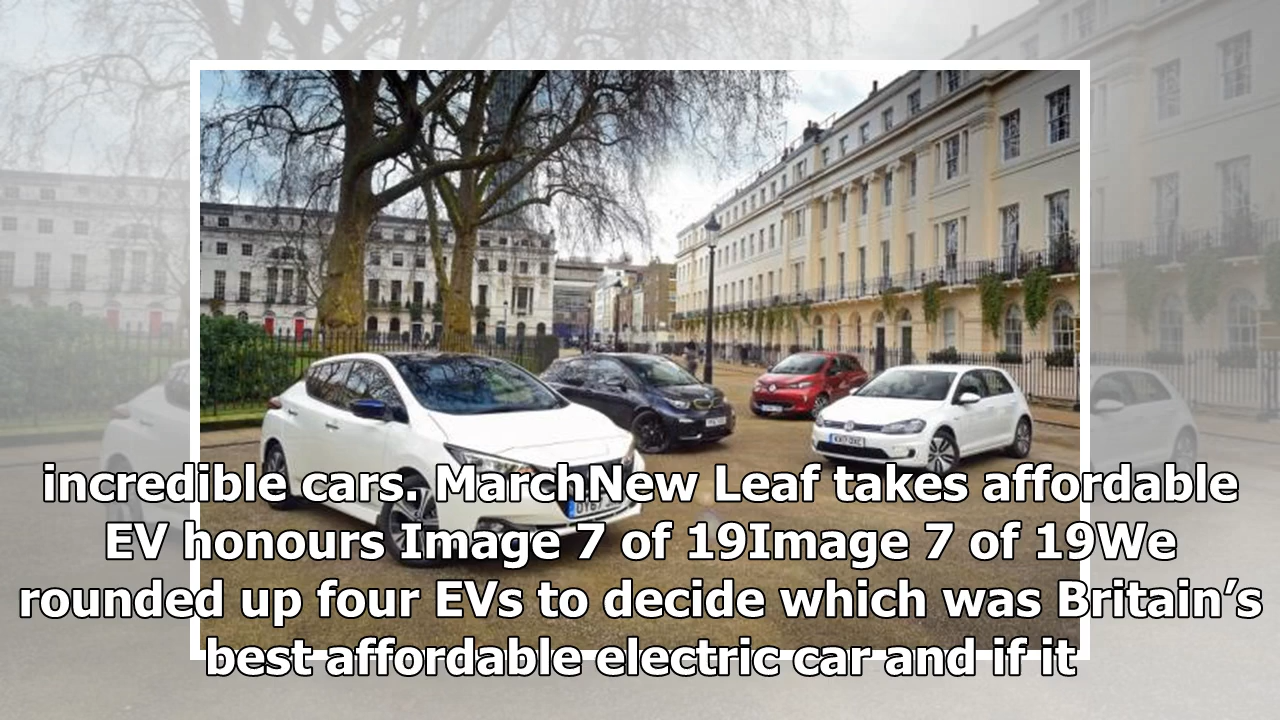 incredible cars. MarchNew Leaf takes affordable
EV honours Image 7 of 19Image 7 of 19We
rounded up four EVs to decide which was Britain’s
best affordable electric car and if it